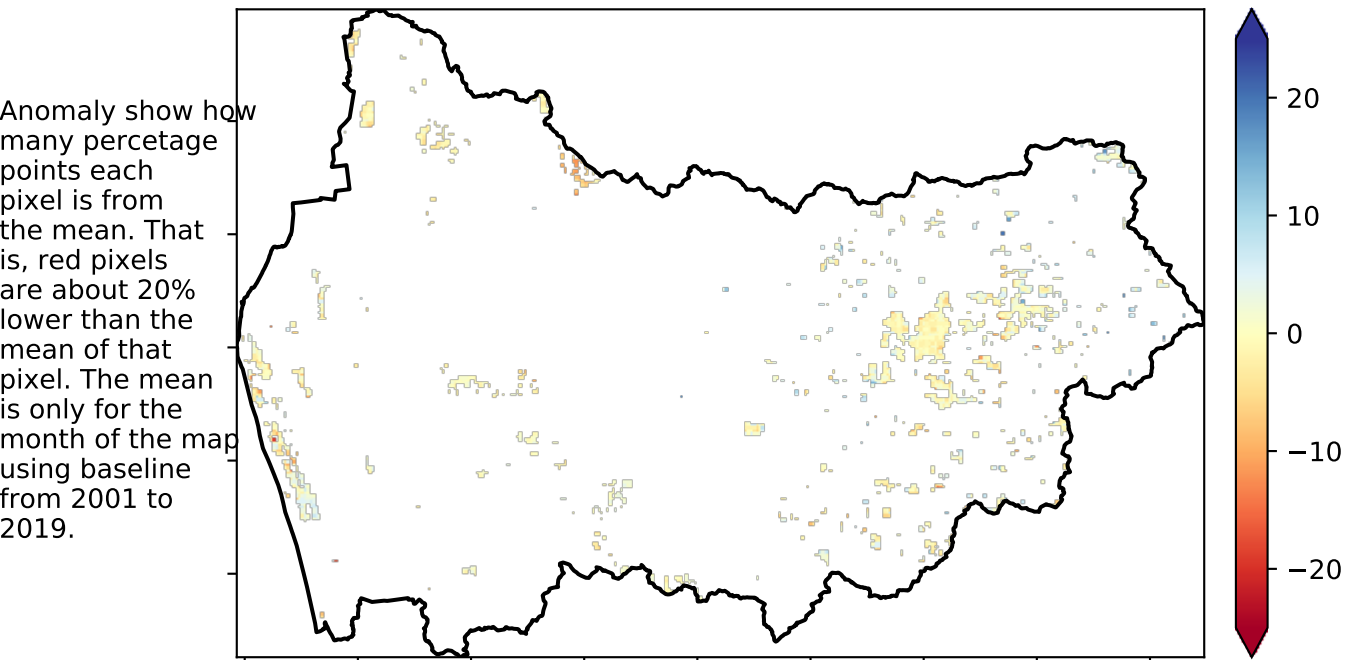 Anomaly show how
many percetage
points each
pixel is from
the mean. That
is, red pixels
are about 20%
lower than the
mean of that
pixel. The mean
is only for the
month of the map
using baseline
from 2001 to
2019.
20
10
0
−10
−20